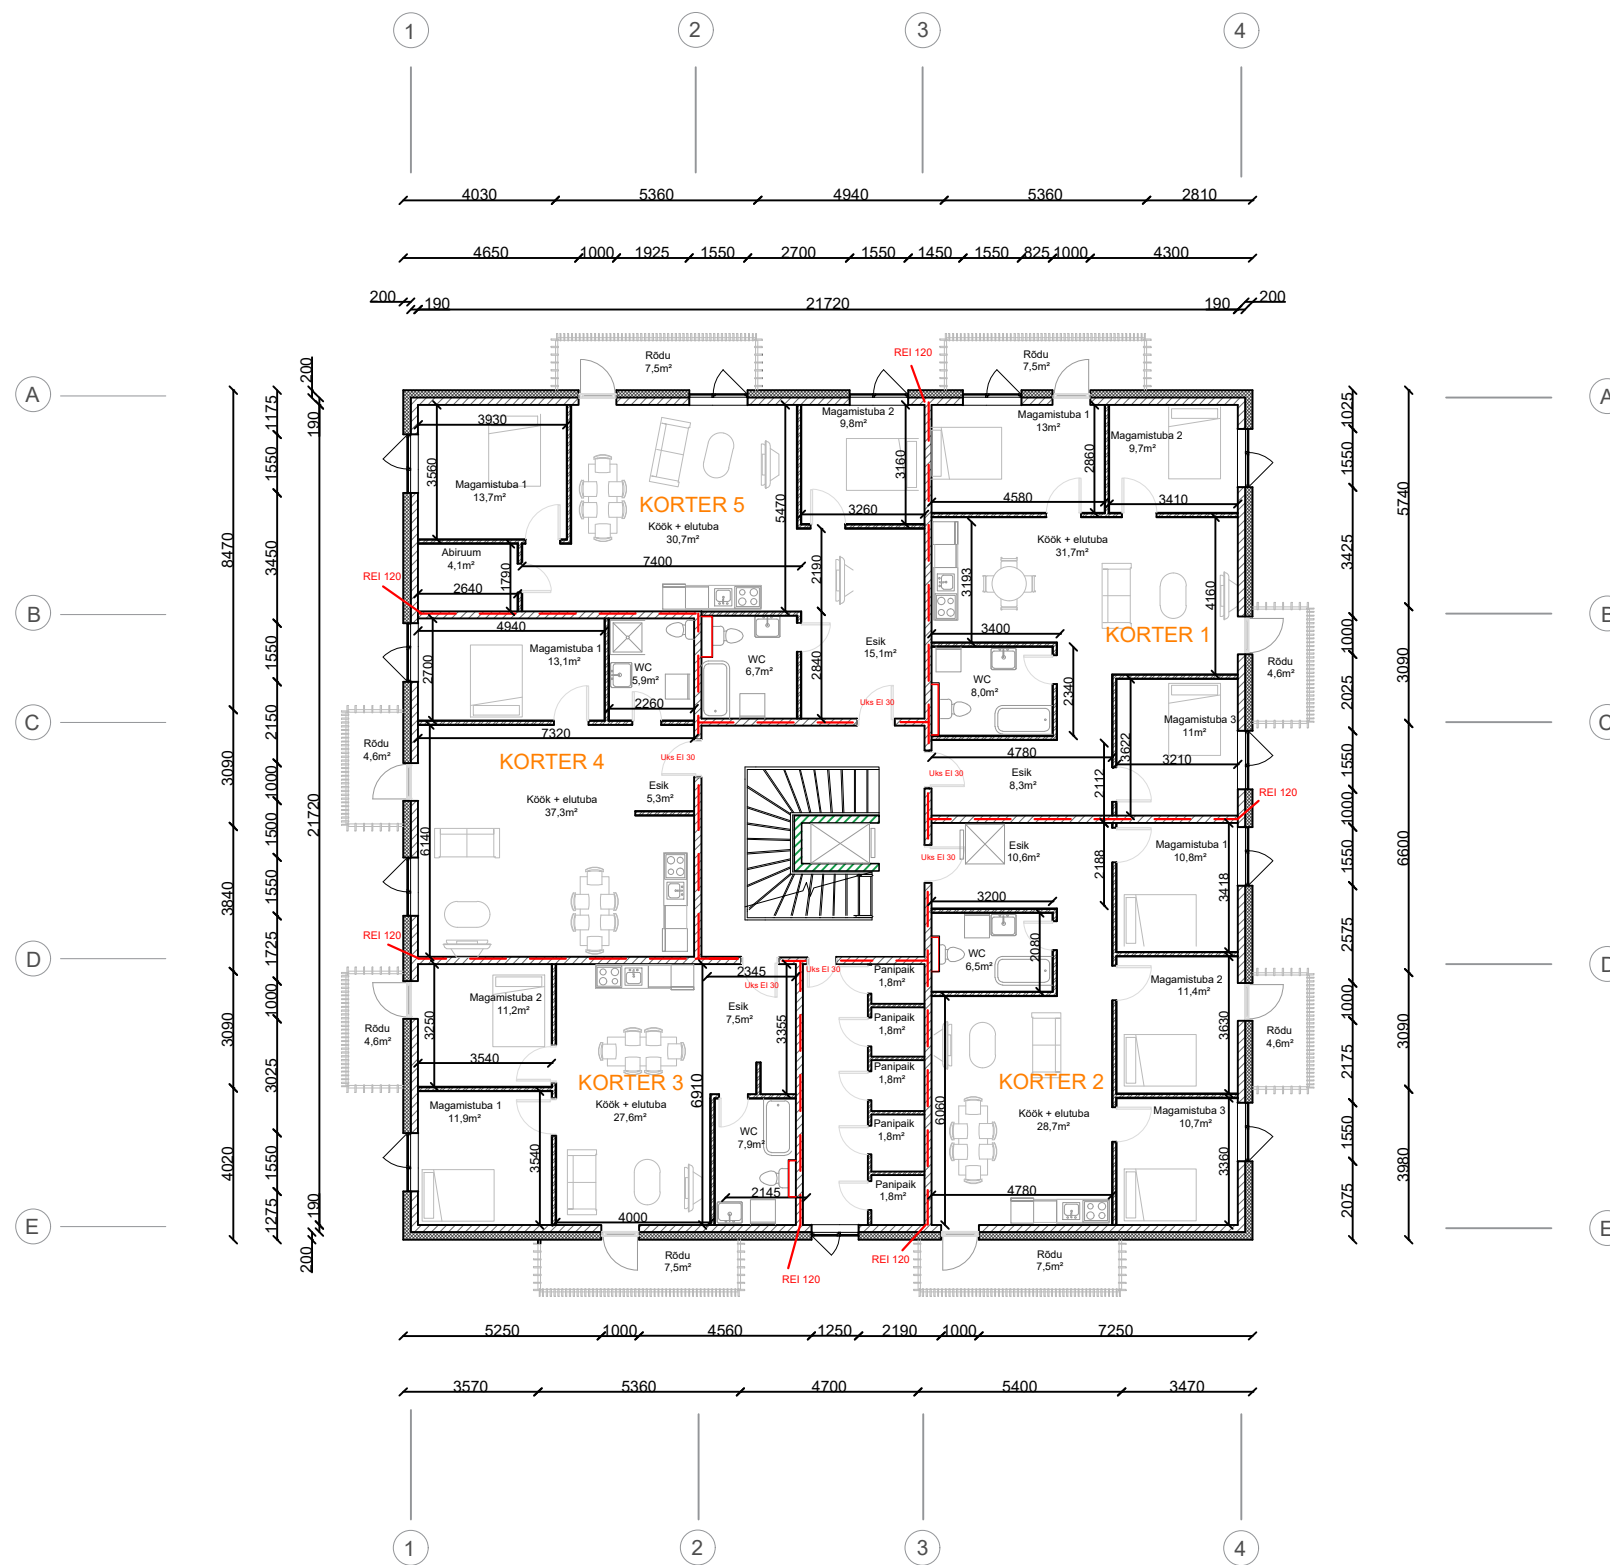 1
2
3
4
4030
5360
4940
5360
2810
4650
1000
1925
1550
2700
1550
1450
1550
825
1000
4300
200
190
21720
190
200
A
B
C
D
E
A
B
C
D
E
8470
3090
3840
3090
4020
1175
1550
3450
1550
2150
1000
1500
1550
1725
1000
3025
1550
1275
200
190
21720
190
200
1025
1550
3425
1000
2025
1550
1000
1550
2575
1000
2175
1550
2075
5740
3090
6600
3090
3980
Rõdu
7,5m²
REI 120
Rõdu
7,5m²
3930
3560
Magamistuba 1
13,7m²
KORTER 5
Köök + elutuba
30,7m²
5470
7400
Magamistuba 2
9,8m²
3160
3260
2190
Abiruum
4,1m²
1790
2640
REI 120
Magamistuba 1
13m²
2860
4580
Magamistuba 2
9,7m²
3410
Köök + elutuba
31,7m²
3193
3400
4160
KORTER 1
Rõdu
4,6m²
4940
2700
Magamistuba 1
13,1m²
WC
5,9m²
2260
WC
6,7m²
2840
Esik
15,1m²
Uks EI 30
WC
8,0m²
2340
Magamistuba 3
11m²
3622
3210
4780
2112
Esik
8,3m²
Uks EI 30
REI 120
7320
KORTER 4
Uks EI 30
Esik
5,3m²
Köök + elutuba
37,3m²
6140
Rõdu
4,6m²
REI 120
Uks EI 30
Esik
10,6m²
2188
Magamistuba 1
10,8m²
3418
3200
WC
6,5m²
2080
Magamistuba 2
11,4m²
3630
Rõdu
4,6m²
Magamistuba 2
11,2m²
3250
3540
Rõdu
4,6m²
2345
Uks EI 30
Uks EI 30
Esik
7,5m²
3355
Panipaik
1,8m²
Panipaik
1,8m²
Panipaik
1,8m²
Panipaik
1,8m²
Panipaik
1,8m²
KORTER 3
Köök + elutuba
27,6m²
6910
Magamistuba 1
11,9m²
3540
4000
WC
7,9m²
2145
KORTER 2
Köök + elutuba
28,7m²
6060
4780
Magamistuba 3
10,7m²
3360
Rõdu
7,5m²
REI 120
REI 120
Rõdu
7,5m²
5250
1000
4560
1250
2190
1000
7250
3570
5360
4700
5400
3470
1
2
3
4